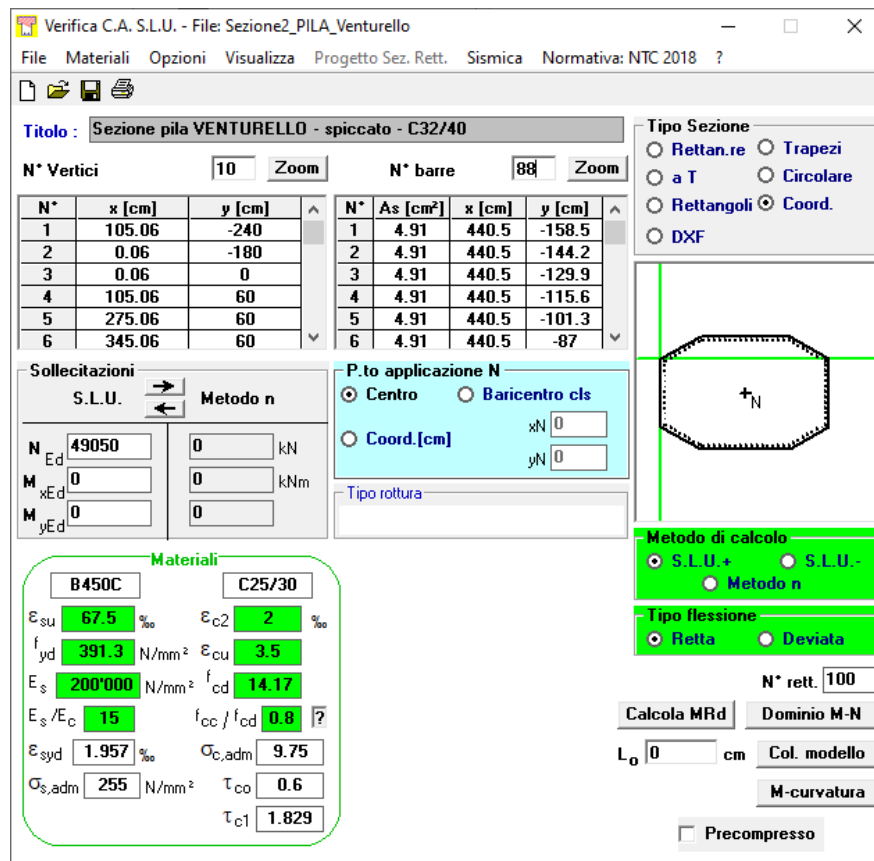 Verifica C.A. S.L.U. - File: Sezione2_PILA_Venturello
File Materiali Opzioni Visualizza Progetto Sez. Rett. Sismica Normativa: NTC 2018 ?
Titolo : Sezione pila VENTURELLO - spiccato - C32/40
N° Vertici 10 Zoom N° barre 88 Zoom
N° x [cm] y [cm]
1 105.06 -240
2 0.06 -180
3 0.06 0
4 105.06 60
5 275.06 60
6 345.06 60
N° As [cm²] x [cm] y [cm]
1 4.91 440.5 -158.5
2 4.91 440.5 -144.2
3 4.91 440.5 -129.9
4 4.91 440.5 -115.6
5 4.91 440.5 -101.3
6 4.91 440.5 -87
Tipo Sezione
Rettan.re Trapezi
a T Circolare
Rettangoli Coord.
DXF
Sollecitazioni
S.L.U. Metodo n
N Ed 49050 0 kN
M xEd 0 0 kNm
M yEd 0 0
P.to applicazione N
Centro Baricentro cls
Coord.[cm] xN 0
yN 0
Tipo rottura
N
Materiali
B450C C25/30
εsu 67.5 ‰ εc2 2 ‰
fyd 391.3 N/mm² εcu 3.5
Es 200'000 N/mm² fcd 14.17
Es/Ec 15 fcc / fcd 0.8 ?
εsyd 1.957 ‰ σc,adm 9.75
σs,adm 255 N/mm² τco 0.6
τc1 1.829
Metodo di calcolo
S.L.U.+ S.L.U.-
Metodo n
Tipo flessione
Retta Deviata
N° rett. 100
Calcola MRd Dominio M-N
Lo 0 cm Col. modello
M-curvatura
Precompresso